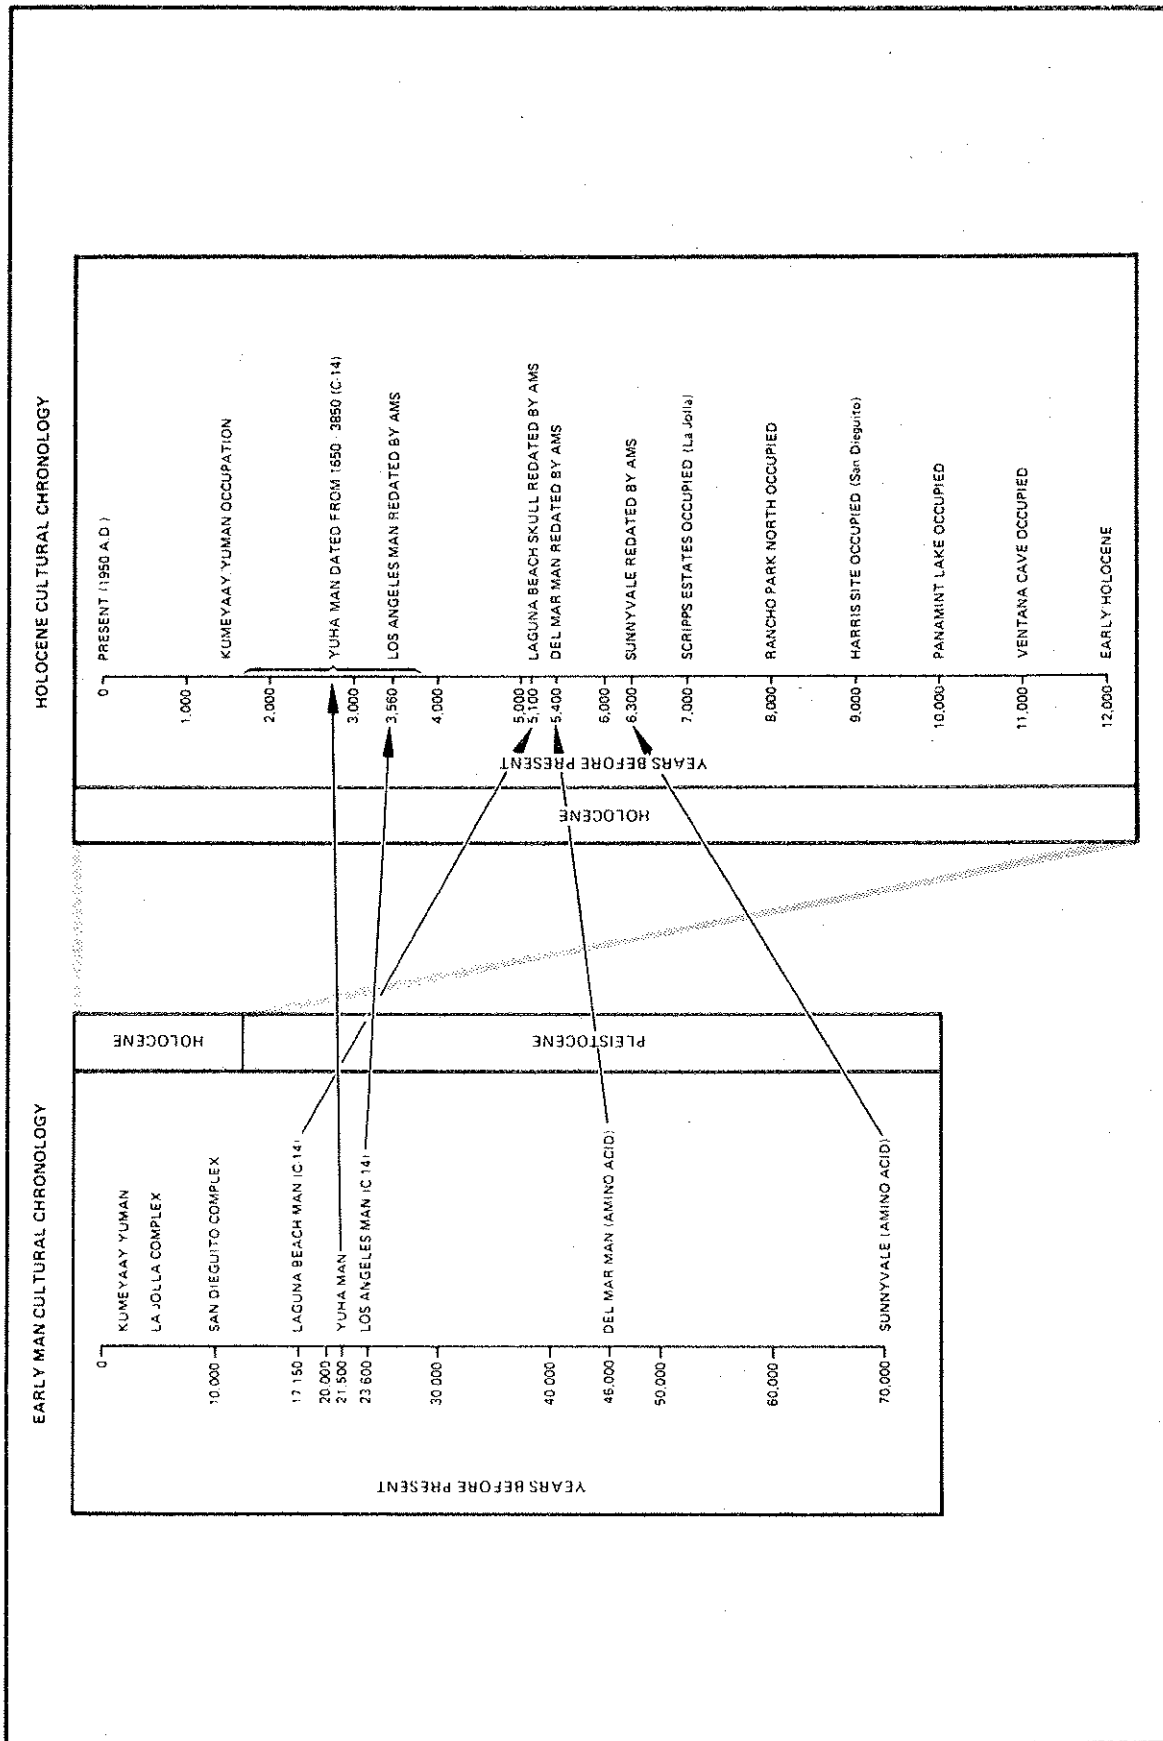 EARLY MAN CULTURAL CHRONOLOGY
YEARS BEFORE PRESENT
0
KUMEYAAY YUMAN
LA JOLLA COMPLEX
10,000
SAN DIEGUITO COMPLEX
17 150
LAGUNA BEACH MAN (C 14)
20 000
21,500
YUHA MAN
23 600
LOS ANGELES MAN (C 14)
30 000
40 000
46,000
DEL MAR MAN (AMINO ACID)
50,000
60,000
70,000
SUNNYVALE (AMINO ACID)
HOLOCENE
PLEISTOCENE
HOLOCENE CULTURAL CHRONOLOGY
HOLOCENE
YEARS BEFORE PRESENT
0
PRESENT (1950 A.D.)
1,000
KUMEYAAY, YUMAN OCCUPATION
2,000
YUHA MAN DATED FROM 1650 - 3850 (C-14)
3,000
3,560
LOS ANGELES MAN REDATED BY AMS
4,000
5,000
5,100
LAGUNA BEACH SKULL REDATED BY AMS
5,400
DEL MAR MAN REDATED BY AMS
6,000
6,300
SUNNYVALE REDATED BY AMS
7,000
SCRIPPS ESTATES OCCUPIED (La Jolla)
8,000
RANCHO PARK NORTH OCCUPIED
9,000
HARRIS SITE OCCUPIED (San Dieguito)
10,000
PANAMINT LAKE OCCUPIED
11,000
VENTANA CAVE OCCUPIED
12,000
EARLY HOLOCENE